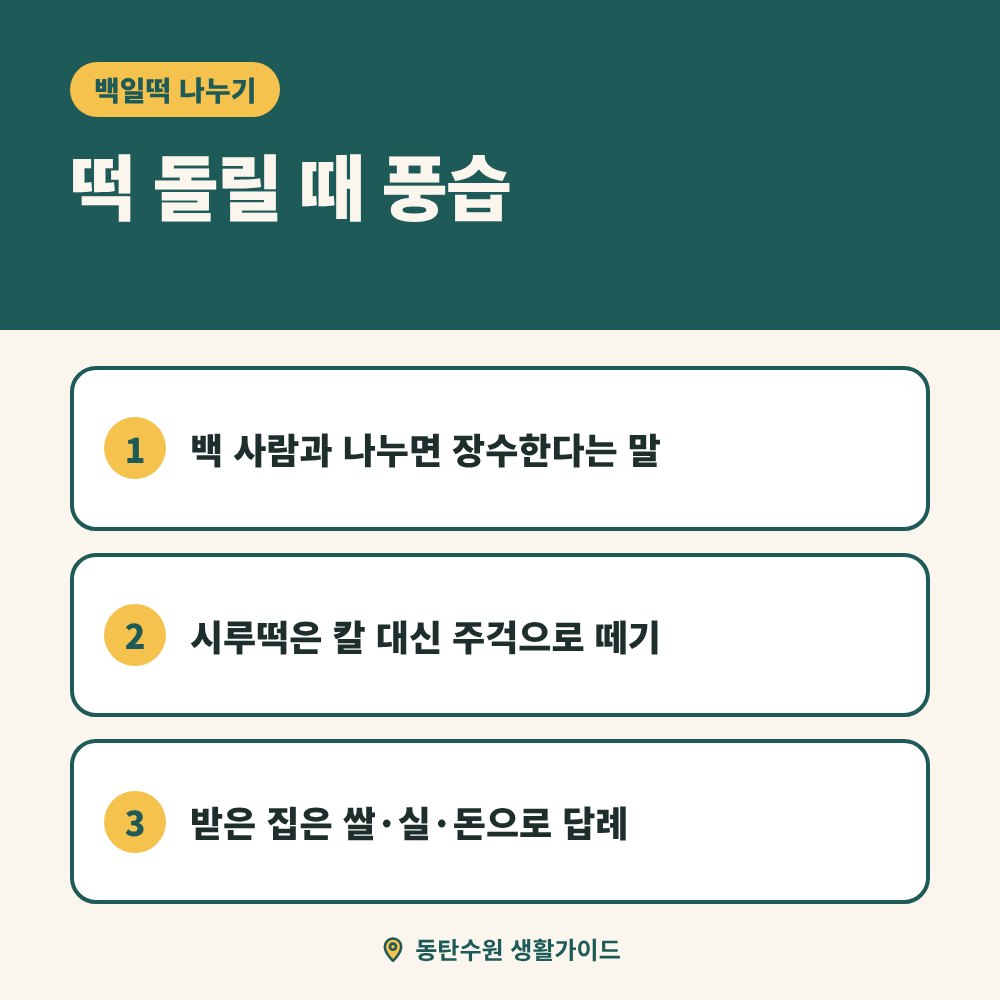 백일떡 나누기
떡 돌릴 때 풍습
1 백 사람과 나누면 장수한다는 말
2 시루떡은 칼 대신 주걱으로 떼기
3 받은 집은 쌀·실·돈으로 답례
동탄수원 생활가이드